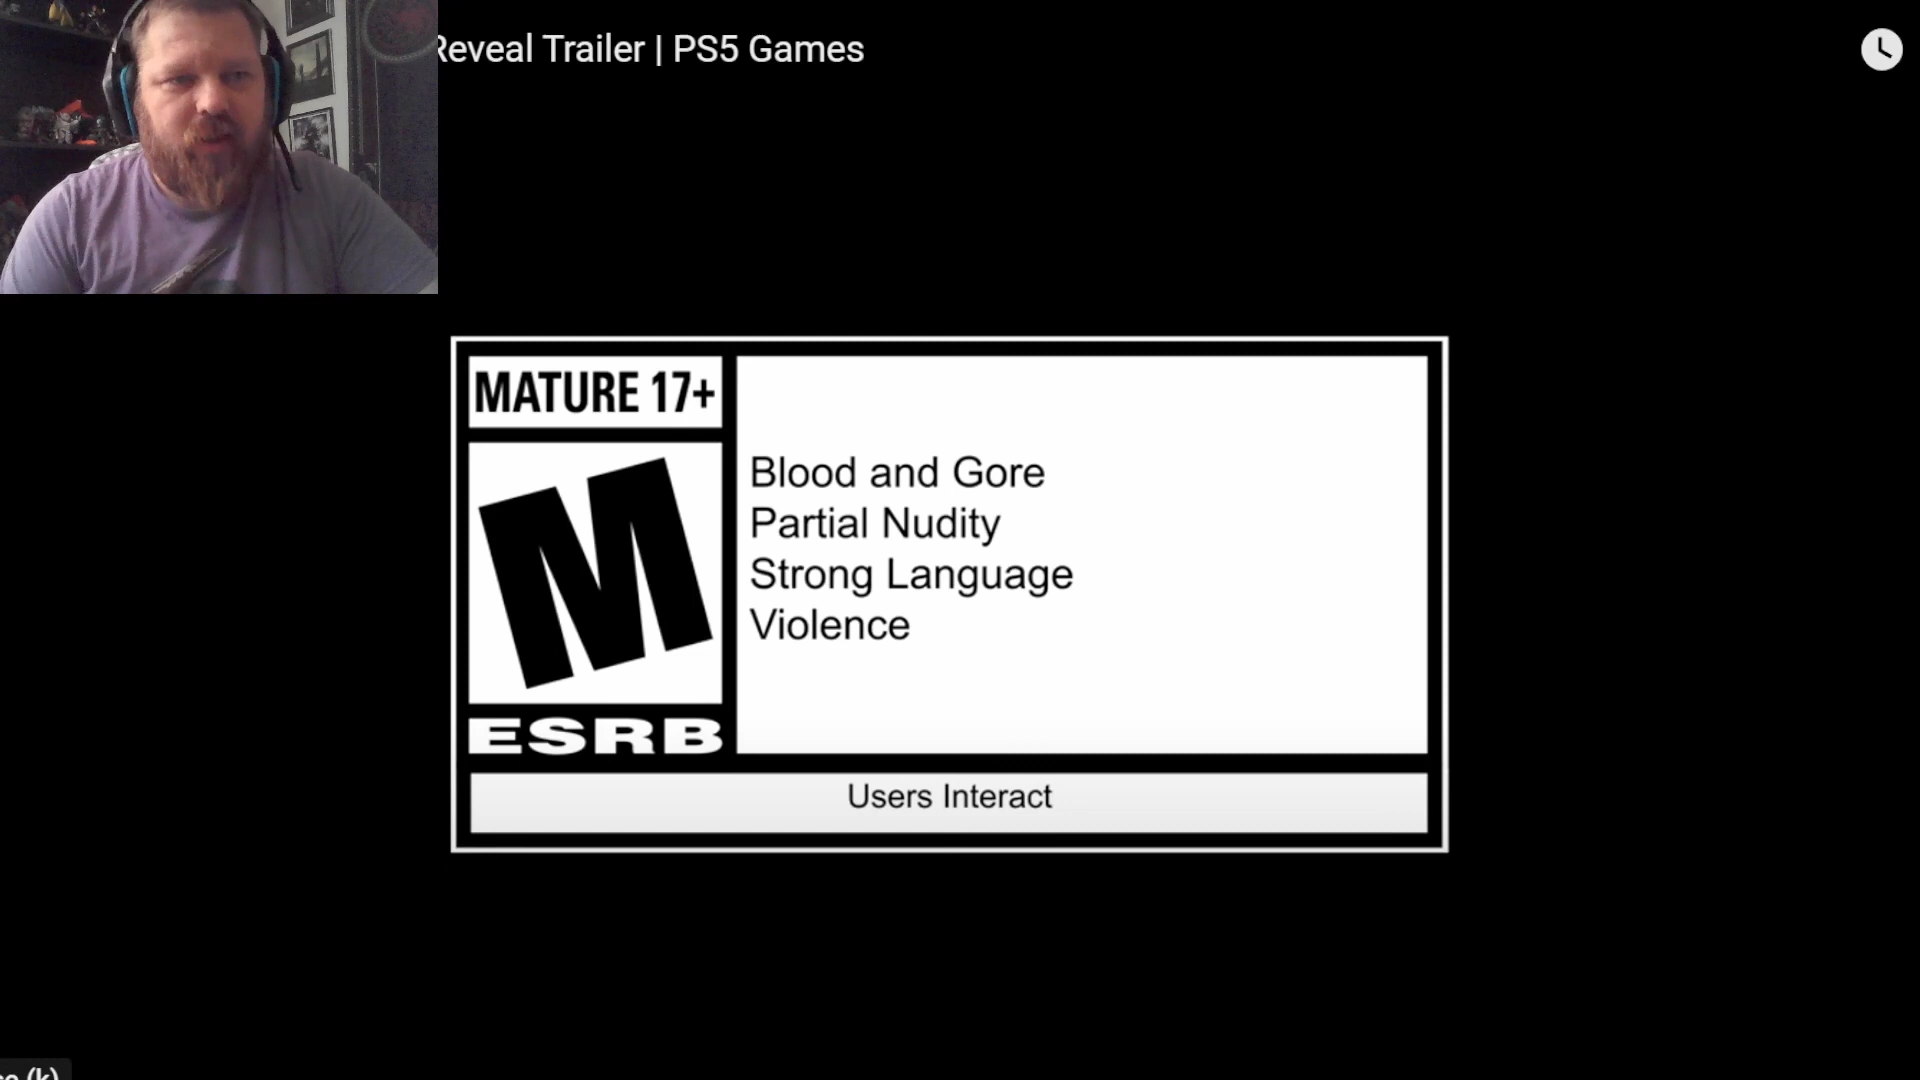 Reveal Trailer | PS5 Games
MATURE 17+
M
ESRB
Blood and Gore
Partial Nudity
Strong Language
Violence
Users Interact
(k)